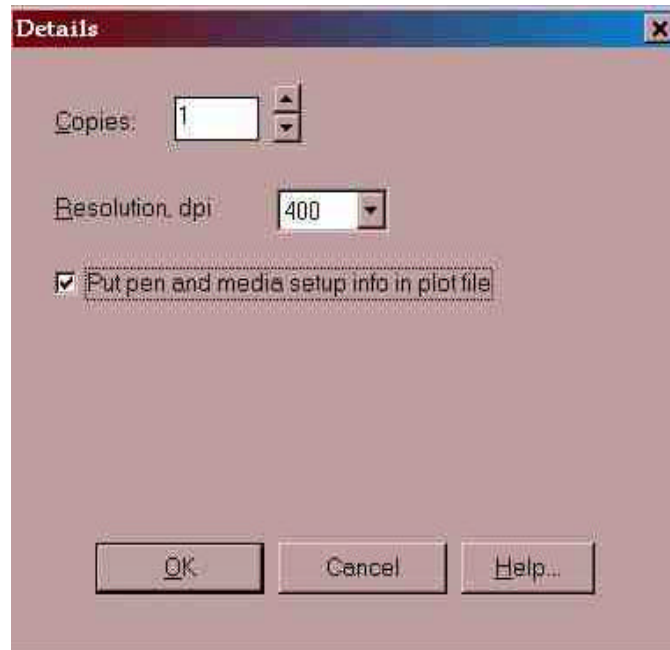 Details
Copies: 1
Resolution, dpi 400
Put pen and media setup info in plot file
OK Cancel Help...